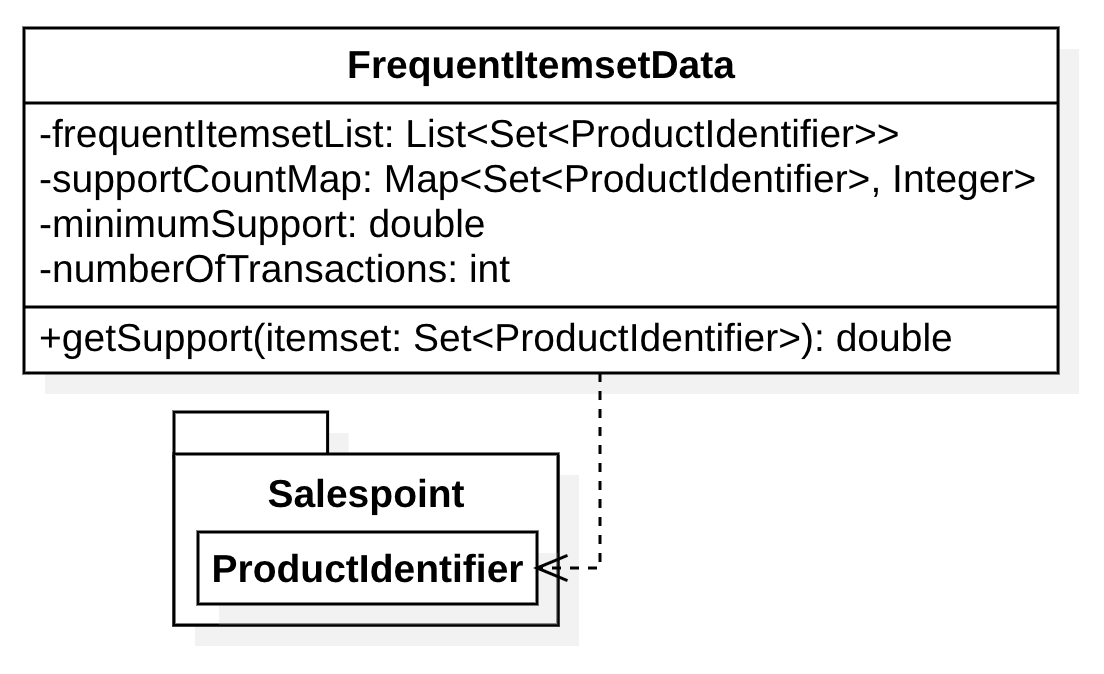 FrequentItemsetData
-frequentItemsetList: List<Set<ProductIdentifier>>
-supportCountMap: Map<Set<ProductIdentifier>, Integer>
-minimumSupport: double
-numberOfTransactions: int
+getSupport(itemset: Set<ProductIdentifier>): double
Salespoint
ProductIdentifier